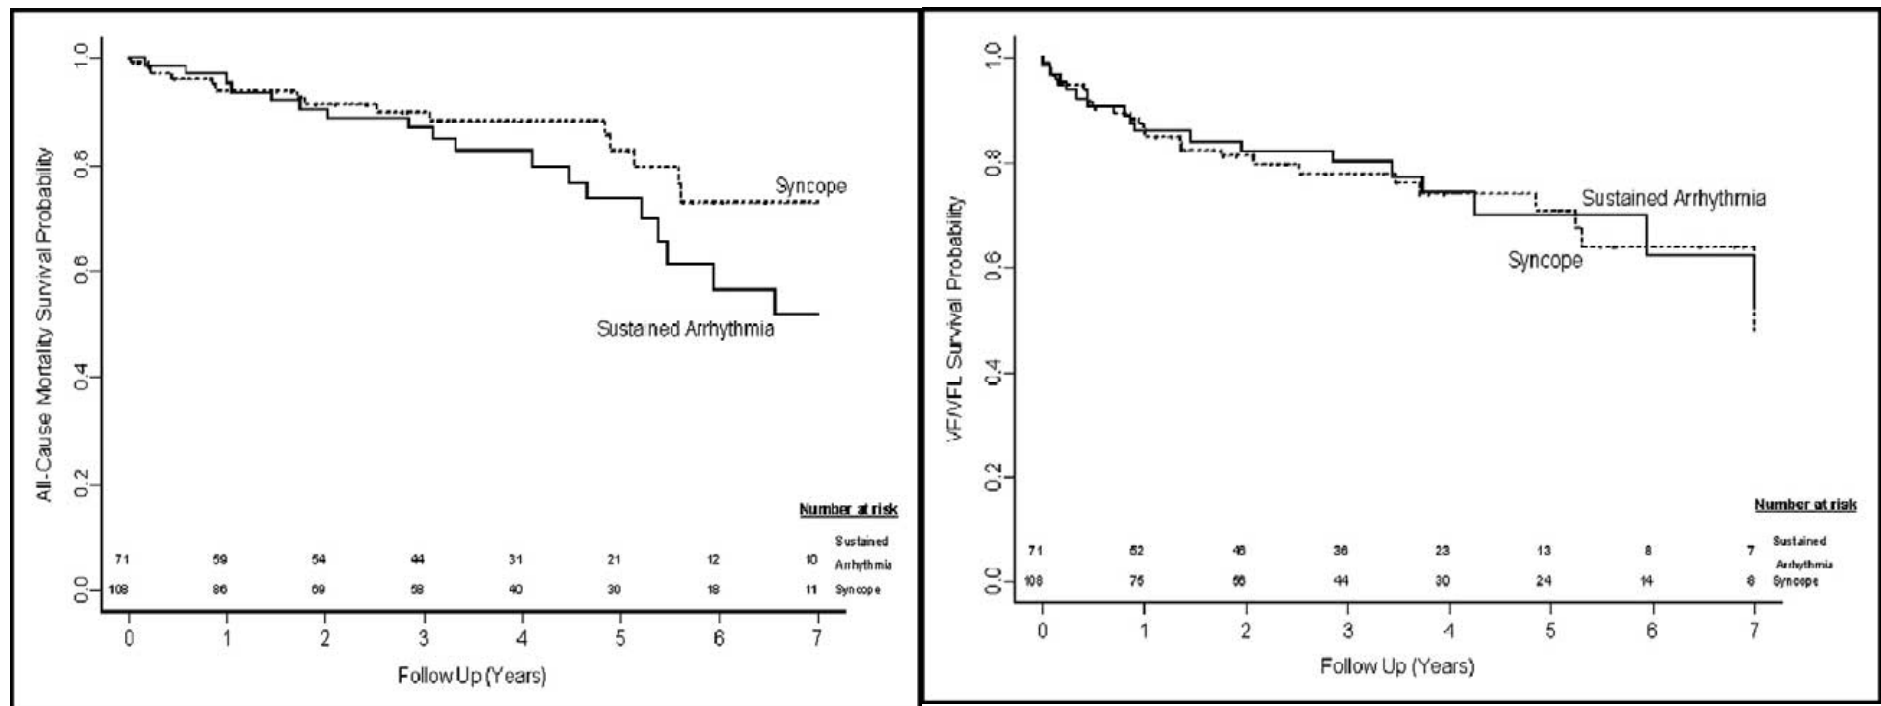 All-Cause Mortality Survival Probability
1.0
0.8
0.6
0.4
0.2
0.0
Syncope
Sustained Arrhythmia
Number at risk
Sustained
Arrhythmia
71 59 54 44 31 21 12 10
108 86 69 58 40 30 18 11 Syncope
0 1 2 3 4 5 6 7
Follow Up (Years)
VF/VFL Survival Probability
1.0
0.8
0.6
0.4
0.2
0.0
Sustained Arrhythmia
Syncope
Number at risk
Sustained
Arrhythmia
71 52 46 36 23 13 8 7
108 75 56 44 30 24 14 8 Syncope
0 1 2 3 4 5 6 7
Follow Up (Years)